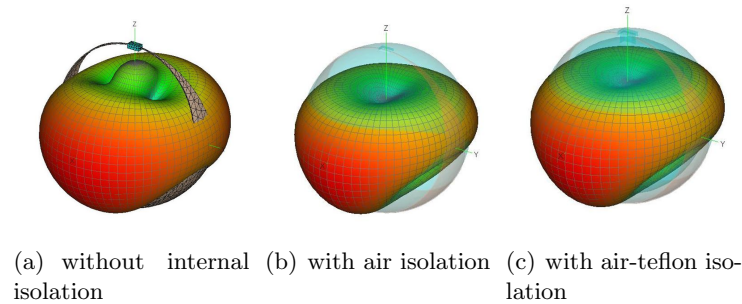 z
Z
Z
Y
Y
(a) without internal isolation
(b) with air isolation
(c) with air-teflon iso-
lation